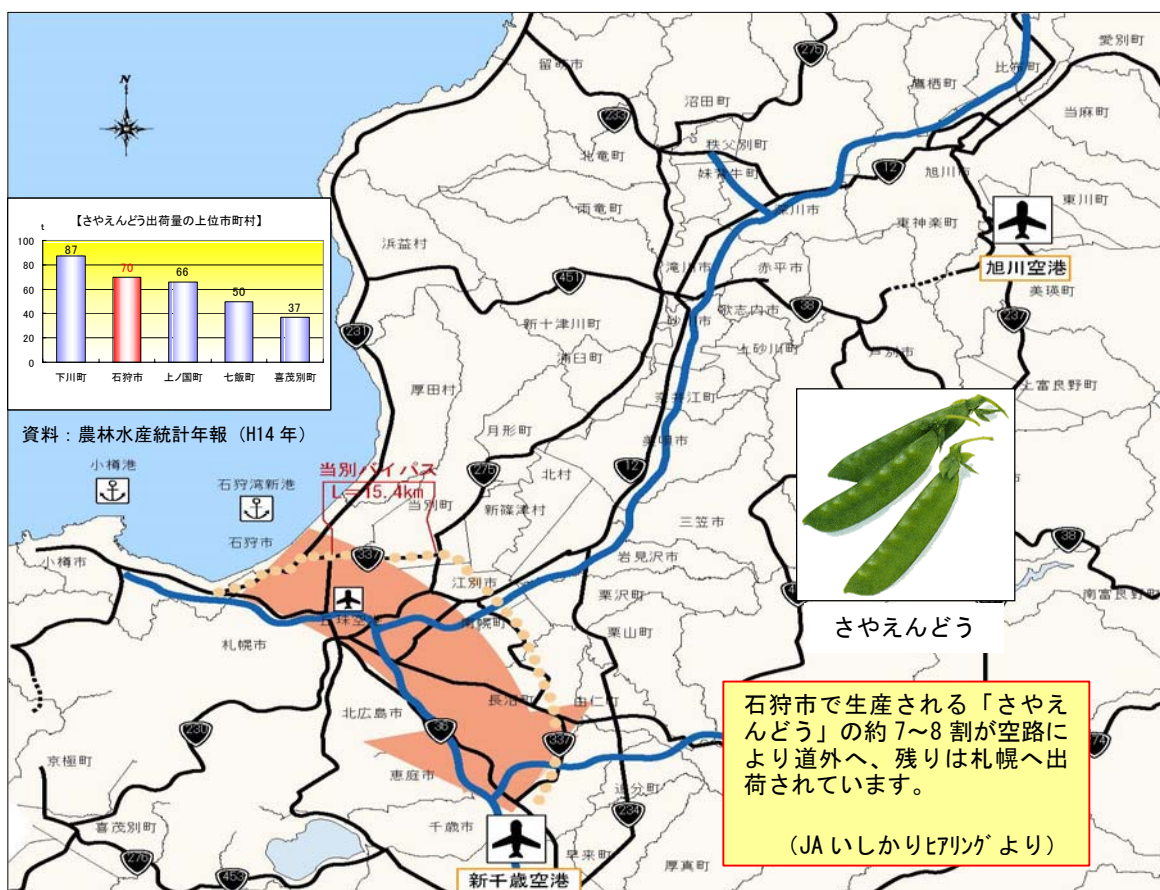 N
【さやえんどう出荷量の上位市町村】
t
100
80
60
40
20
0
87
70
66
50
37
下川町
石狩市
上ノ国町
七飯町
喜茂別町
資料：農林水産統計年報（H14年）
留萌市
275
愛別町
比布町
鷹栖町
沼田町
当麻町
233
秩父別町
北竜町
妹背牛町
12
旭川市
雨竜町
深川市
東神楽町
東川町
浜益村
旭川空港
滝川市
赤平市
451
美瑛町
歌志内市
38
237
新十津川町
砂川市
231
上砂川町
芦別市
浦臼町
上富良野町
厚田村
奈井江町
月形町
美唄市
小樽港
当別バイパス
275
北村
12
L=15.4km
石狩湾新港
当別町
新篠津村
三笠市
石狩市
337
岩見沢市
38
小樽市
江別市
栗沢町
南富良野町
丘珠空港
南幌町
栗山町
札幌市
さやえんどう
長沼町
由仁町
北広島市
36
230
337
274
京極町
恵庭市
追分町
234
千歳市
喜茂別町
276
早来町
453
厚真町
新千歳空港
石狩市で生産される「さやえ
んどう」の約7～8割が空路に
より道外へ、残りは札幌へ出
荷されています。
（JAいしかりﾋｱﾘﾝｸﾞより）